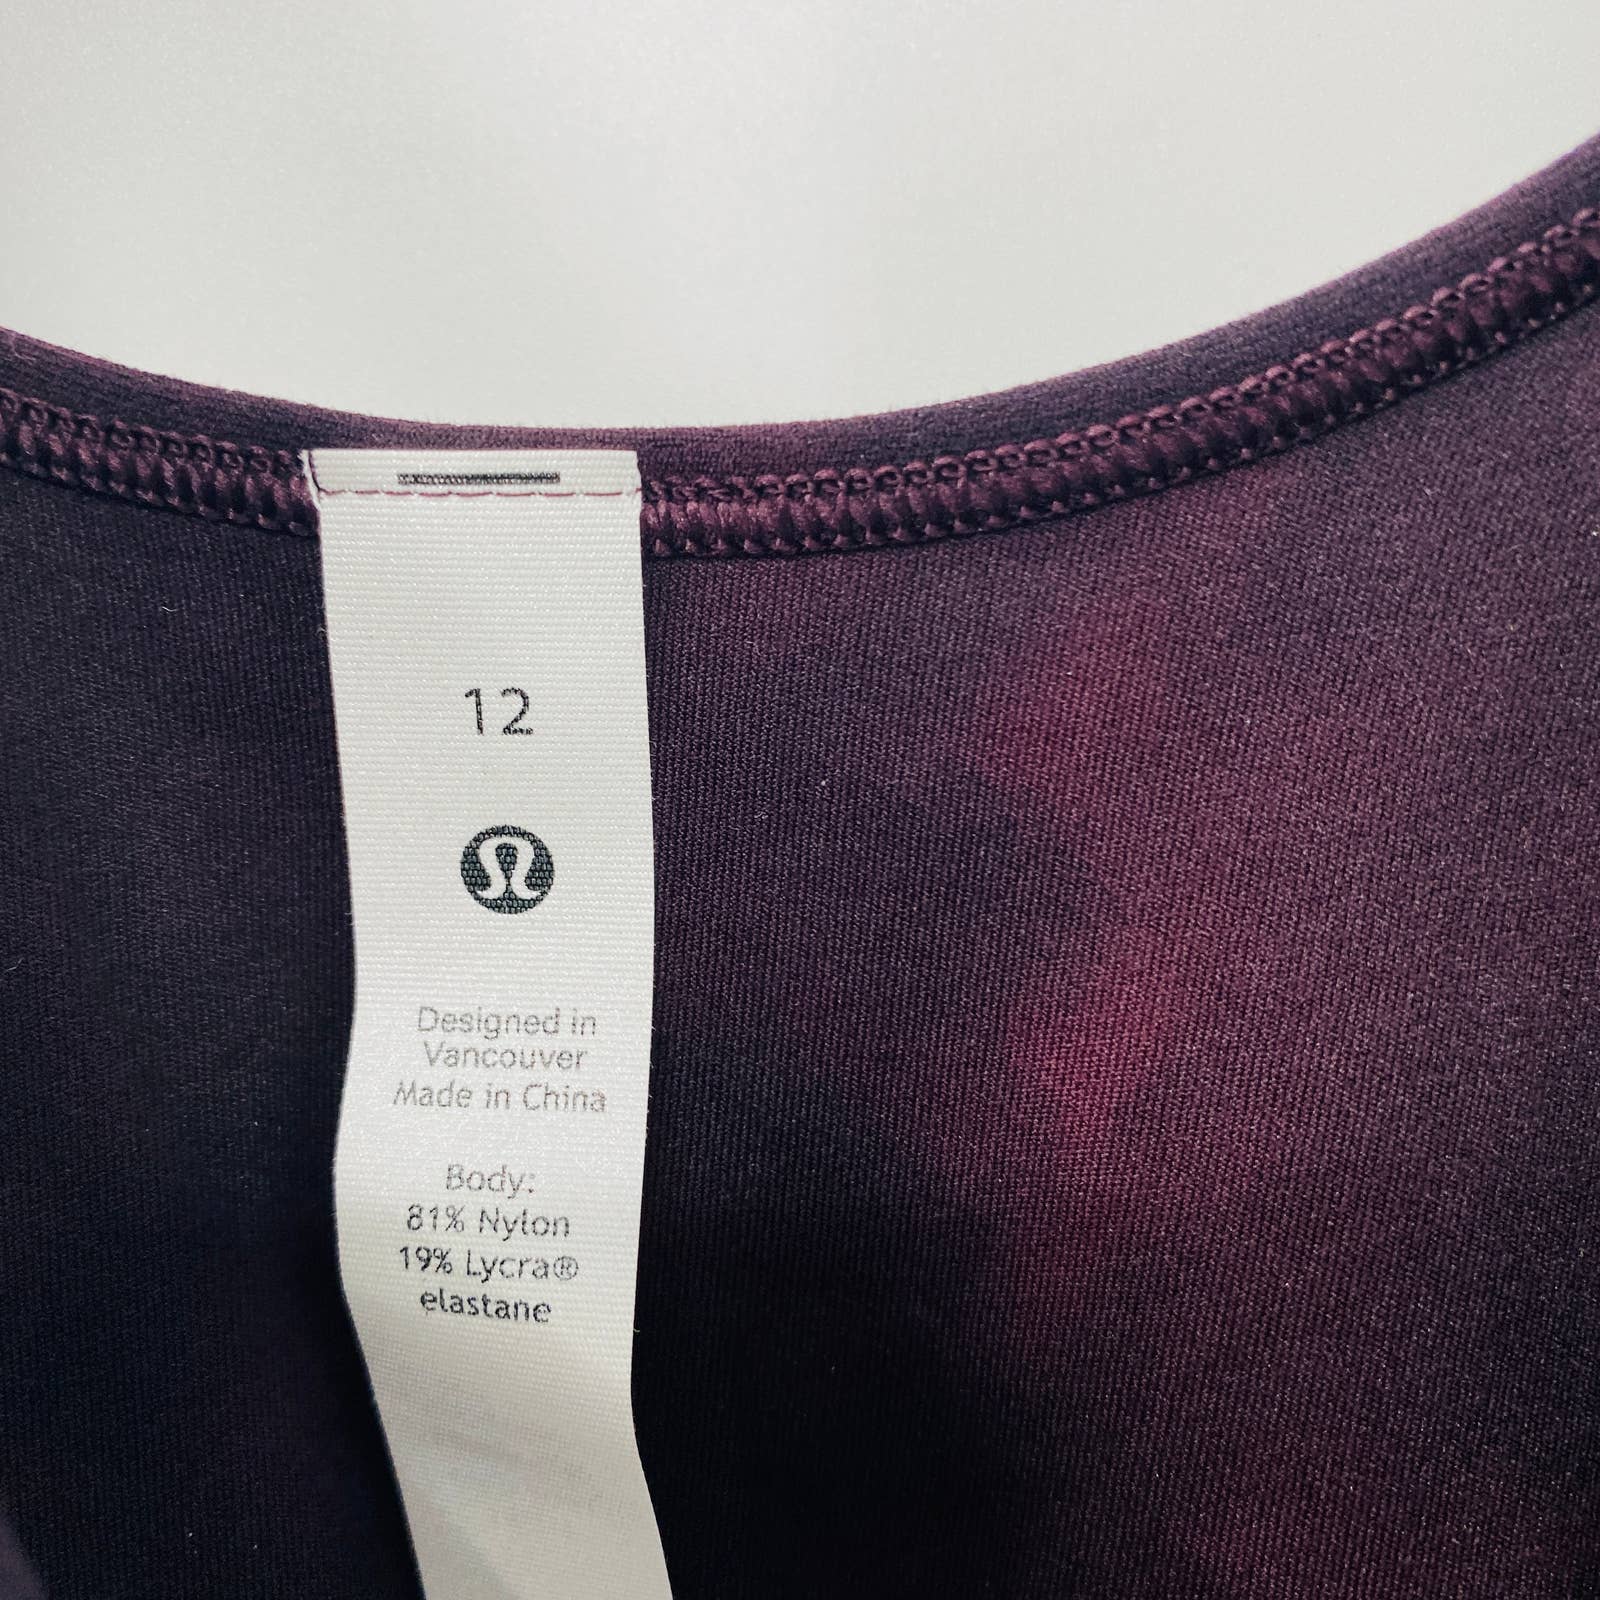 12
Designed in
Vancouver
Made in China
Body:
81% Nylon
19% Lycra®
elastane